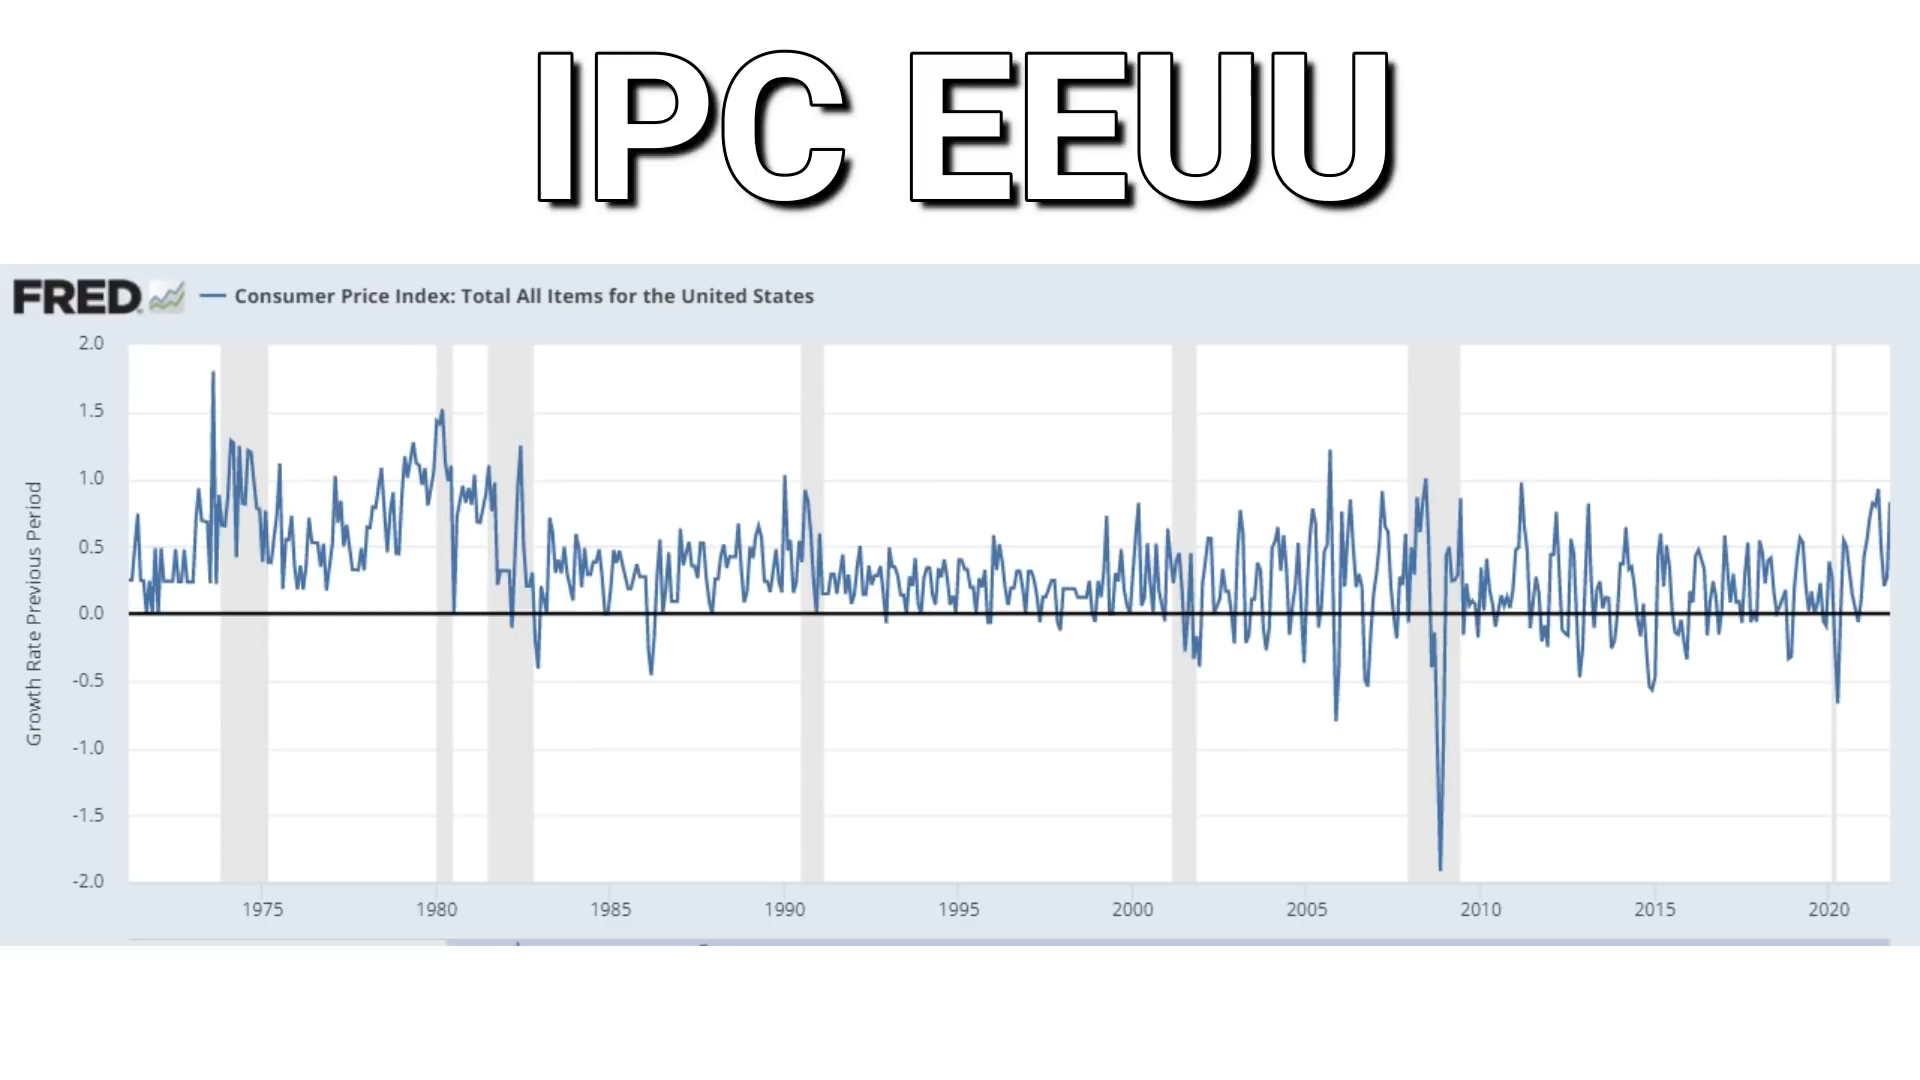 IPC EEUU
FRED
Consumer Price Index: Total All Items for the United States
Growth Rate Previous Period
2.0
1.5
1.0
0.5
0.0
-0.5
-1.0
-1.5
-2.0
1975 1980 1985 1990 1995 2000 2005 2010 2015 2020